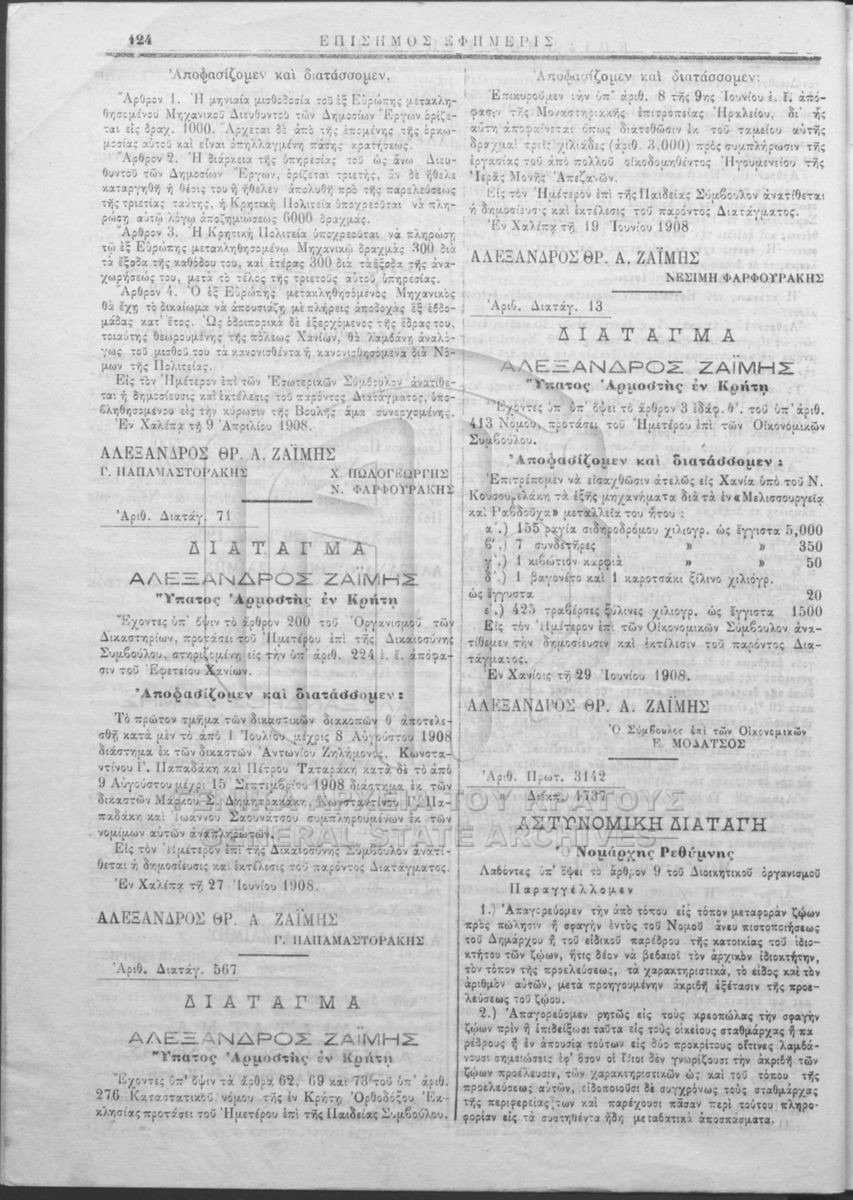 424
ΕΠΙΣΗΜΟΣ ΕΦΗΜΕΡΙΣ
Ἀποφασίζομεν καὶ διατάσσομεν.
Ἄρθρον 1. Ἡ μηνιαία μισθοδοσία τοῦ ἐξ Εὐρώπης μετακλη-
θησομένου Μηχανικοῦ Διευθυντοῦ τῶν Δημοσίων Ἔργων ὁρίζε-
ται εἰς δραχ. 1000. Ἄρχεται δὲ ἀπὸ τῆς ἑπομένης τῆς ὁρκω-
μοσίας αὐτοῦ καὶ εἶναι ἀπηλλαγμένη πάσης κρατήσεως.
Ἄρθρον 2. Ἡ διάρκεια τῆς ὑπηρεσίας τοῦ ὡς ἄνω Διευ-
θυντοῦ τῶν Δημοσίων Ἔργων, ὁρίζεται τριετής, ἂν δὲ ἤθελε
καταργηθῇ ἡ θέσις του ἢ ἤθελεν ἀπολυθῇ πρὸ τῆς παρελεύσεως
τῆς τριετίας ταύτης, ἡ Κρητικὴ Πολιτεία ὑποχρεοῦται νὰ πλη-
ρώσῃ αὐτῷ λόγῳ ἀποζημιώσεως 6000 δραχμάς.
Ἄρθρον 3. Ἡ Κρητικὴ Πολιτεία ὑποχρεοῦται νὰ πληρώσῃ
τῷ ἐξ Εὐρώπης μετακληθησομένῳ Μηχανικῷ δραχμὰς 300 διὰ
τὰ ἔξοδα τῆς καθόδου του, καὶ ἑτέρας 300 διὰ τὰ ἔξοδα τῆς ἀνα-
χωρήσεώς του, μετὰ τὸ τέλος τῆς τριετοῦς αὐτοῦ ὑπηρεσίας.
Ἄρθρον 4. Ὁ ἐξ Εὐρώπης μετακληθησόμενος Μηχανικὸς
θὰ ἔχῃ τὸ δικαίωμα νὰ ἀπουσιάζῃ μὲ πλήρεις ἀποδοχὰς ἓξ ἑβδο-
μάδας κατ' ἔτος. Ὡς ὁδοιπορικὰ δὲ ἐξερχόμενος τῆς ἕδρας του,
τοιαύτης θεωρουμένης τῆς πόλεως Χανίων, θὰ λαμβάνῃ ἀναλό-
γως τοῦ μισθοῦ του τὰ κανονισθέντα ἢ κανονισθησόμενα διὰ Νό-
μων τῆς Πολιτείας.
Εἰς τὸν Ἡμέτερον ἐπὶ τῶν Ἐσωτερικῶν Σύμβουλον ἀνατίθε-
ται ἡ δημοσίευσις καὶ ἐκτέλεσις τοῦ παρόντος Διατάγματος, ὑπο-
βληθησομένου εἰς τὴν κύρωσιν τῆς Βουλῆς ἅμα συνερχομένης.
Ἐν Χαλέπᾳ τῇ 9 Ἀπριλίου 1908.
ΑΛΕΞΑΝΔΡΟΣ ΘΡ. Α. ΖΑΪΜΗΣ
Γ. ΠΑΠΑΜΑΣΤΟΡΑΚΗΣ Χ. ΠΩΛΟΓΕΩΡΓΗΣ
Ν. ΦΑΡΦΟΥΡΑΚΗΣ
Ἀριθ. Διατάγ. 71
ΔΙΑΤΑΓΜΑ
ΑΛΕΞΑΝΔΡΟΣ ΖΑΪΜΗΣ
Ὕπατος Ἁρμοστὴς ἐν Κρήτῃ
Ἔχοντες ὑπ' ὄψιν τὸ ἄρθρον 200 τοῦ Ὀργανισμοῦ τῶν
Δικαστηρίων, προτάσει τοῦ Ἡμετέρου ἐπὶ τῆς Δικαιοσύνης
Συμβούλου, στηριζομένῃ εἰς τὴν ὑπ' ἀριθ. 224 ἐ. ἔ. ἀπόφα-
σιν τοῦ Ἐφετείου Χανίων.
Ἀποφασίζομεν καὶ διατάσσομεν:
Τὸ πρῶτον τμῆμα τῶν δικαστικῶν διακοπῶν θ' ἀποτελε-
σθῇ κατὰ μὲν τὸ ἀπὸ 1 Ἰουλίου μέχρις 8 Αὐγούστου 1908
διάστημα ἐκ τῶν δικαστῶν Ἀντωνίου Ζηλήμονος, Κωνστα-
ντίνου Γ. Παπαδάκη καὶ Πέτρου Ταταράκη κατὰ δὲ τὸ ἀπὸ
9 Αὐγούστου μέχρι 15 Σεπτεμβρίου 1908 διάστημα ἐκ τῶν
δικαστῶν Μάρκου Σ. Δημητρακάκη, Κωνσταντίνου Γ. Πα-
παδάκη καὶ Ἰωάννου Σαουνάτσου συμπληρουμένων ἐκ τῶν
νομίμων αὐτῶν ἀναπληρωτῶν.
Εἰς τὸν Ἡμέτερον ἐπὶ τῆς Δικαιοσύνης Σύμβουλον ἀνατί-
θεται ἡ δημοσίευσις καὶ ἐκτέλεσις τοῦ παρόντος Διατάγματος.
Ἐν Χαλέπᾳ τῇ 27 Ἰουνίου 1908.
ΑΛΕΞΑΝΔΡΟΣ ΘΡ. Α ΖΑΪΜΗΣ
Γ. ΠΑΠΑΜΑΣΤΟΡΑΚΗΣ
Ἀριθ. Διατάγ. 567
ΔΙΑΤΑΓΜΑ
ΑΛΕΞΑΝΔΡΟΣ ΖΑΪΜΗΣ
Ὕπατος Ἁρμοστὴς ἐν Κρήτῃ
Ἔχοντες ὑπ' ὄψιν τὰ ἄρθρα 62, 69 καὶ 73 τοῦ ὑπ' ἀριθ.
276 Καταστατικοῦ νόμου τῆς ἐν Κρήτῃ Ὀρθοδόξου Ἐκ-
κλησίας προτάσει τοῦ Ἡμετέρου ἐπὶ τῆς Παιδείας Συμβούλου.
Ἀποφασίζομεν καὶ διατάσσομεν:
Ἐπικυροῦμεν τὴν ὑπ' ἀριθ. 8 τῆς 9ης Ἰουνίου ἐ. ἔ. ἀπό-
φασιν τῆς Μοναστηριακῆς ἐπιτροπείας Ἡρακλείου, δι' ἧς
αὕτη ἀποφαίνεται ὅπως διατεθῶσιν ἐκ τοῦ ταμείου αὐτῆς
δραχμαὶ τρεῖς χιλιάδες (ἀριθ. 3,000) πρὸς συμπλήρωσιν τῆς
ἐργασίας τοῦ ἀπὸ πολλοῦ οἰκοδομηθέντος Ἡγουμενείου τῆς
Ἱερᾶς Μονῆς Ἀπεζανῶν.
Εἰς τὸν Ἡμέτερον ἐπὶ τῆς Παιδείας Σύμβουλον ἀνατίθεται
ἡ δημοσίευσις καὶ ἐκτέλεσις τοῦ παρόντος Διατάγματος.
Ἐν Χαλέπᾳ τῇ 19 Ἰουνίου 1908
ΑΛΕΞΑΝΔΡΟΣ ΘΡ. Α. ΖΑΪΜΗΣ
ΝΕΣΙΜΗ ΦΑΡΦΟΥΡΑΚΗΣ
Ἀριθ. Διατάγ. 13
ΔΙΑΤΑΓΜΑ
ΑΛΕΞΑΝΔΡΟΣ ΖΑΪΜΗΣ
Ὕπατος Ἁρμοστὴς ἐν Κρήτῃ
Ἔχοντες ὑπ' ὄψει τὸ ἄρθρον 3 ἐδάφ. θ'. τοῦ ὑπ' ἀριθ.
413 Νόμου, προτάσει τοῦ Ἡμετέρου ἐπὶ τῶν Οἰκονομικῶν
Συμβούλου.
Ἀποφασίζομεν καὶ διατάσσομεν:
Ἐπιτρέπομεν νὰ εἰσαχθῶσιν ἀτελῶς εἰς Χανία ὑπὸ τοῦ Ν.
Κουσουρελάκη τὰ ἑξῆς μηχανήματα διὰ τὰ ἐν «Μελισσουργείῳ
καὶ Ραβδοῦχα» μεταλλεῖα του ἤτοι:
α΄.) 155 ραγία σιδηροδρόμου χιλιογρ. ὡς ἔγγιστα 5,000
β΄.) 7 συνδετῆρες » » 350
γ΄.) 1 κιβώτιον καρφιά » » 50
δ΄.) 1 βαγονέτο καὶ 1 καροτσάκι ξίλινο χιλιόγρ.
ὡς ἔγγυστα 20
ε΄.) 425 τραβέρσες ξύλινες χιλιογρ. ὡς ἔγγιστα 1500
Εἰς τὸν Ἡμέτερον ἐπὶ τῶν Οἰκονομικῶν Σύμβουλον ἀνα-
τίθεμεν τὴν δημοσίευσιν καὶ ἐκτέλεσιν τοῦ παρόντος Δια-
τάγματος.
Ἐν Χανίοις τῇ 29 Ἰουνίου 1908.
ΑΛΕΞΑΝΔΡΟΣ ΘΡ. Α. ΖΑΪΜΗΣ
Ὁ Σύμβουλος ἐπὶ τῶν Οἰκονομικῶν
Ε. ΜΟΔΑΤΣΟΣ
Ἀριθ. Πρωτ. 3142
Διεκπ. 1737
ΑΣΤΥΝΟΜΙΚΗ ΔΙΑΤΑΓΗ
Νομάρχης Ρεθύμνης
Λαβόντες ὑπ' ὄψει τὸ ἄρθρον 9 τοῦ Διοικητικοῦ ὀργανισμοῦ
Παραγγέλλομεν
1.) Ἀπαγορεύομεν τὴν ἀπὸ τόπου εἰς τόπον μεταφορὰν ζῴων
πρὸς πώλησιν ἢ σφαγὴν ἐντὸς τοῦ Νομοῦ ἄνευ πιστοποιήσεως
τοῦ Δημάρχου ἢ τοῦ εἰδικοῦ παρέδρου τῆς κατοικίας τοῦ ἰδιο-
κτήτου τῶν ζῴων, ἥτις δέον νὰ βεβαιοῖ τὸν ἀρχικὸν ἰδιοκτήτην,
τὸν τόπον τῆς προελεύσεως, τὰ χαρακτηριστικά, τὸ εἶδος καὶ τὸν
ἀριθμὸν αὐτῶν, μετὰ προηγουμένην ἀκριβῆ ἐξέτασιν τῆς προε-
λεύσεως τοῦ ζῴου.
2.) Ἀπαγορεύομεν ρητῶς εἰς τοὺς κρεοπώλας τὴν σφαγὴν
ζῴων πρὶν ἢ ἐπιδείξωσι ταῦτα εἰς τοὺς οἰκείους σταθμάρχας ἢ πα
ρέδρους ἢ ἐν ἀπουσίᾳ τούτων εἰς δύο προκρίτους οἵτινες λαμβά-
νουσι σημειώσεις ἐφ' ὅσον οἱ ἴδιοι δὲν γνωρίζουσι τὴν ἀκριβῆ τῶν
ζῴων προέλευσιν, τῶν χαρακτηριστικῶν ὡς καὶ τοῦ τόπου τῆς
προελεύσεως αὐτῶν, εἰδοποιοῦσι δὲ συγχρόνως τοὺς σταθμάρχας
τῆς περιφερείας των καὶ παρέχουσι πᾶσαν περὶ τούτου πληρο-
φορίαν εἰς τὰ συστηθέντα ἤδη μεταβατικὰ ἀποσπάσματα.
ΑΡΧΕΙΑ ΤΟΥ ΚΡΑΤΟΥΣ
GENERAL STATE ARCHIVES